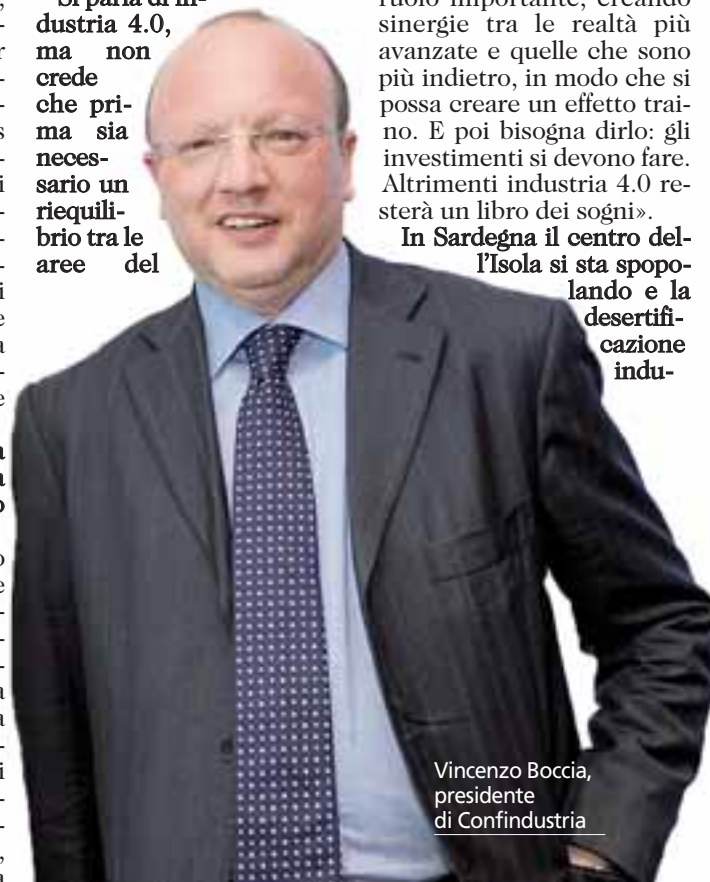 Si parla di in-
dustria 4.0,
ma non
crede
che pri-
ma sia
neces-
sario un
riequili-
brio tra le
aree del
ruolo importante, creando
sinergie tra le realtà più
avanzate e quelle che sono
più indietro, in modo che si
possa creare un effetto trai-
no. E poi bisogna dirlo: gli
investimenti si devono fare.
Altrimenti industria 4.0 re-
sterà un libro dei sogni».
In Sardegna il centro del-
l'Isola si sta spopo-
lando e la
desertifi-
cazione
indu-
Vincenzo Boccia,
presidente
di Confindustria